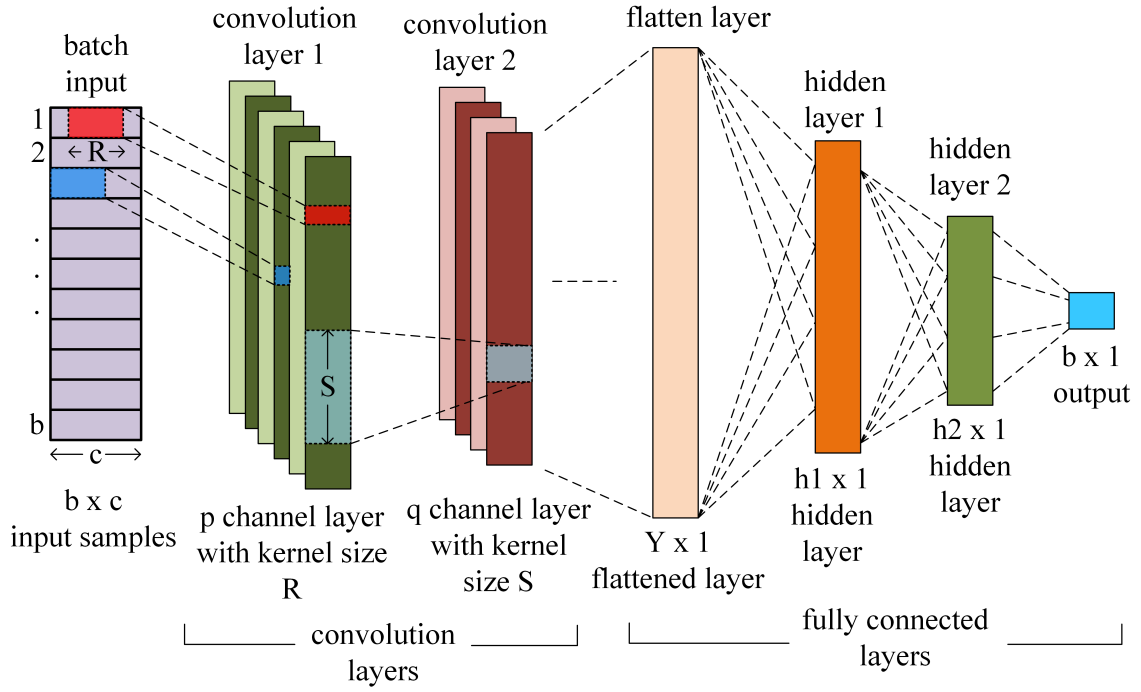 batch
input
1
2
R
.
.
.
b
c
b x c
input samples
convolution
layer 1
S
p channel layer
with kernel size
R
convolution
layer 2
q channel layer
with kernel
size S
convolution
layers
flatten layer
Y x 1
flattened layer
hidden
layer 1
h1 x 1
hidden
layer
hidden
layer 2
h2 x 1
hidden
layer
b x 1
output
fully connected
layers